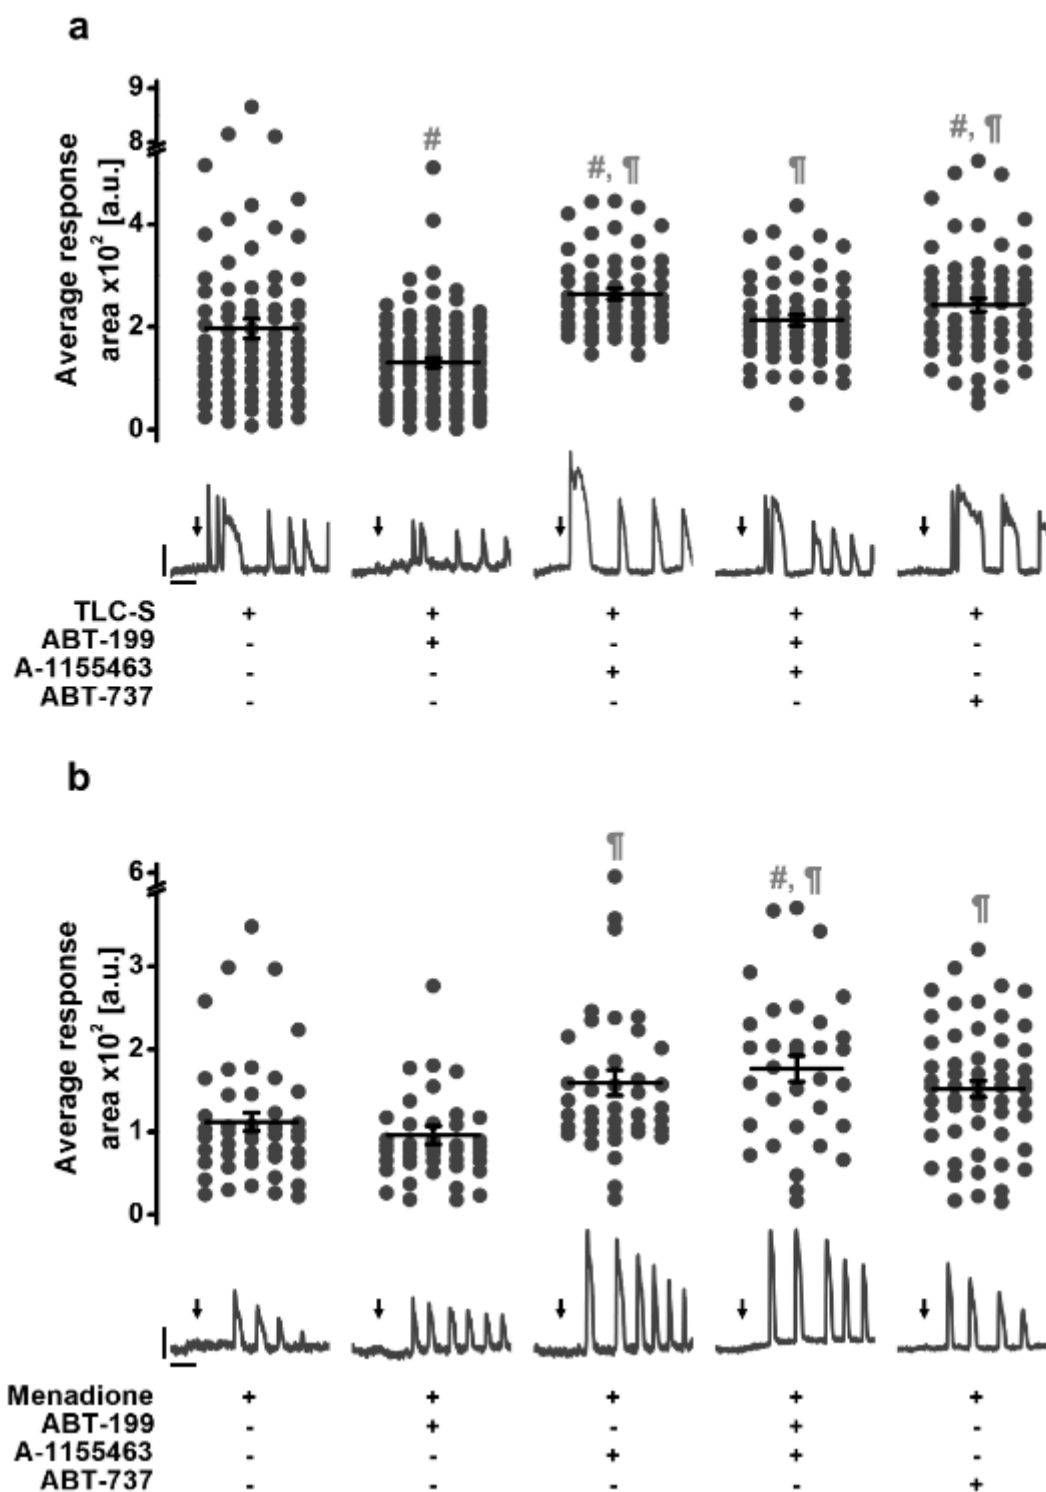 a
9
8
4
2
0
Average response
area x10² [a.u.]
#
#, ¶
¶
#, ¶
TLC-S + + + + +
ABT-199 - + - + -
A-1155463 - - + + -
ABT-737 - - - - +
b
6
3
2
1
0
Average response
area x10² [a.u.]
¶
#, ¶
¶
Menadione + + + + +
ABT-199 - + - + -
A-1155463 - - + + -
ABT-737 - - - - +